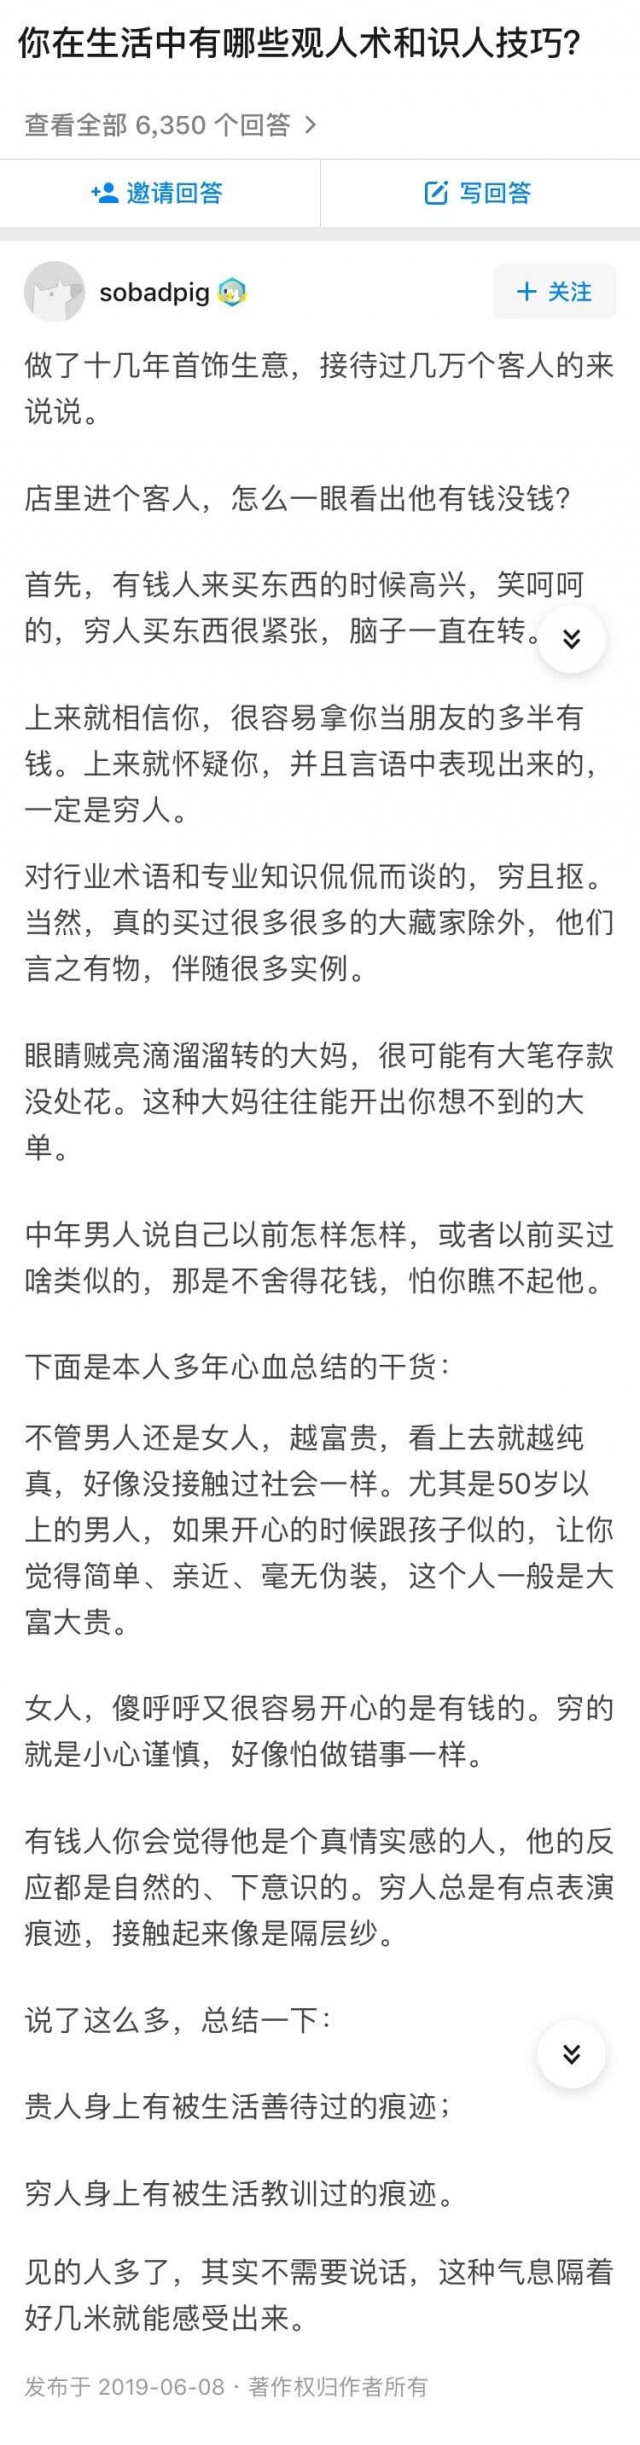 你在生活中有哪些观人术和识人技巧?
查看全部 6,350 个回答 >
邀请回答
写回答
sobadpig
+ 关注
做了十几年首饰生意，接待过几万个客人的来
说说。
店里进个客人，怎么一眼看出他有钱没钱?
首先，有钱人来买东西的时候高兴，笑呵呵
的，穷人买东西很紧张，脑子一直在转。
上来就相信你，很容易拿你当朋友的多半有
钱。上来就怀疑你，并且言语中表现出来的，
一定是穷人。
对行业术语和专业知识侃侃而谈的，穷且抠。
当然，真的买过很多很多的大藏家除外，他们
言之有物，伴随很多实例。
眼睛贼亮滴溜溜转的大妈，很可能有大笔存款
没处花。这种大妈往往能开出你想不到的大
单。
中年男人说自己以前怎样怎样，或者以前买过
啥类似的，那是不舍得花钱，怕你瞧不起他。
下面是本人多年心血总结的干货：
不管男人还是女人，越富贵，看上去就越纯
真，好像没接触过社会一样。尤其是50岁以
上的男人，如果开心的时候跟孩子似的，让你
觉得简单、亲近、毫无伪装，这个人一般是大
富大贵。
女人，傻呼呼又很容易开心的是有钱的。穷的
就是小心谨慎，好像怕做错事一样。
有钱人你会觉得他是个真情实感的人，他的反
应都是自然的、下意识的。穷人总是有点表演
痕迹，接触起来像是隔层纱。
说了这么多，总结一下：
贵人身上有被生活善待过的痕迹；
穷人身上有被生活教训过的痕迹。
见的人多了，其实不需要说话，这种气息隔着
好几米就能感受出来。
发布于 2019-06-08 · 著作权归作者所有